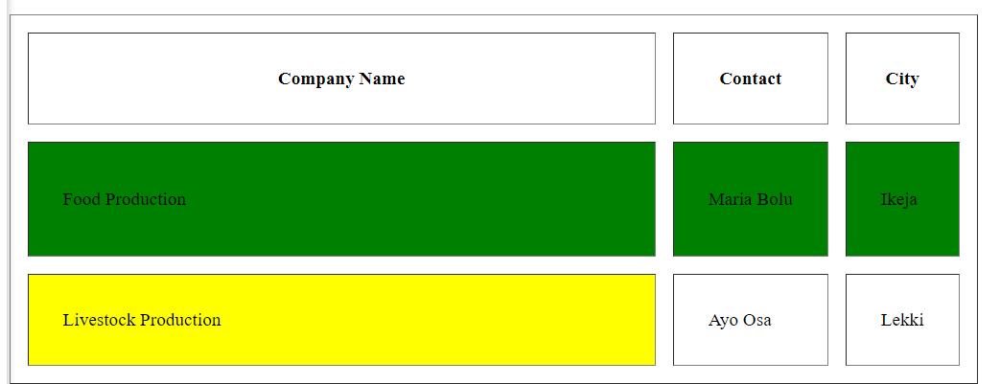 Company Name Contact City
Food Production Maria Bolu Ikeja
Livestock Production Ayo Osa Lekki